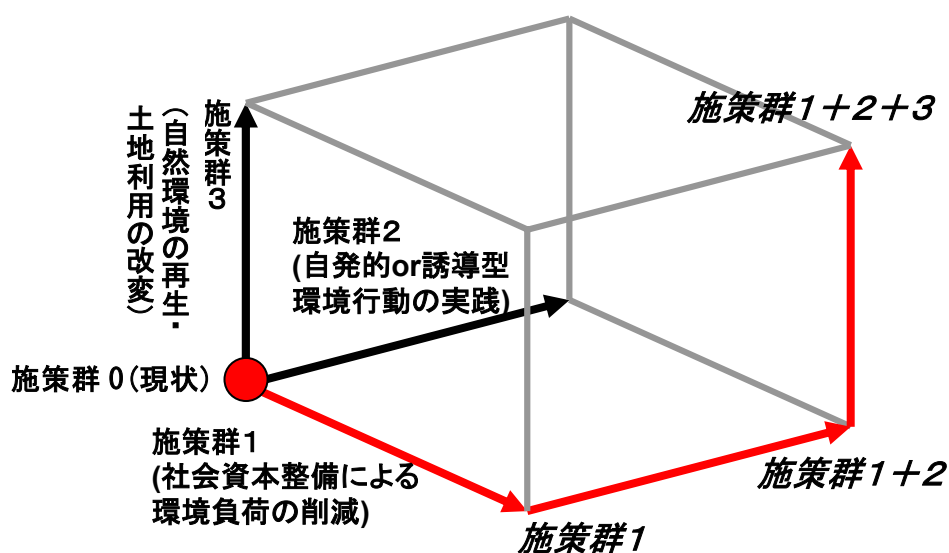 施策群3
(自然環境の再生・
土地利用の改変)
施策群1+2+3
施策群2
(自発的or誘導型
環境行動の実践)
施策群0(現状)
施策群1
(社会資本整備による
環境負荷の削減)
施策群1+2
施策群1